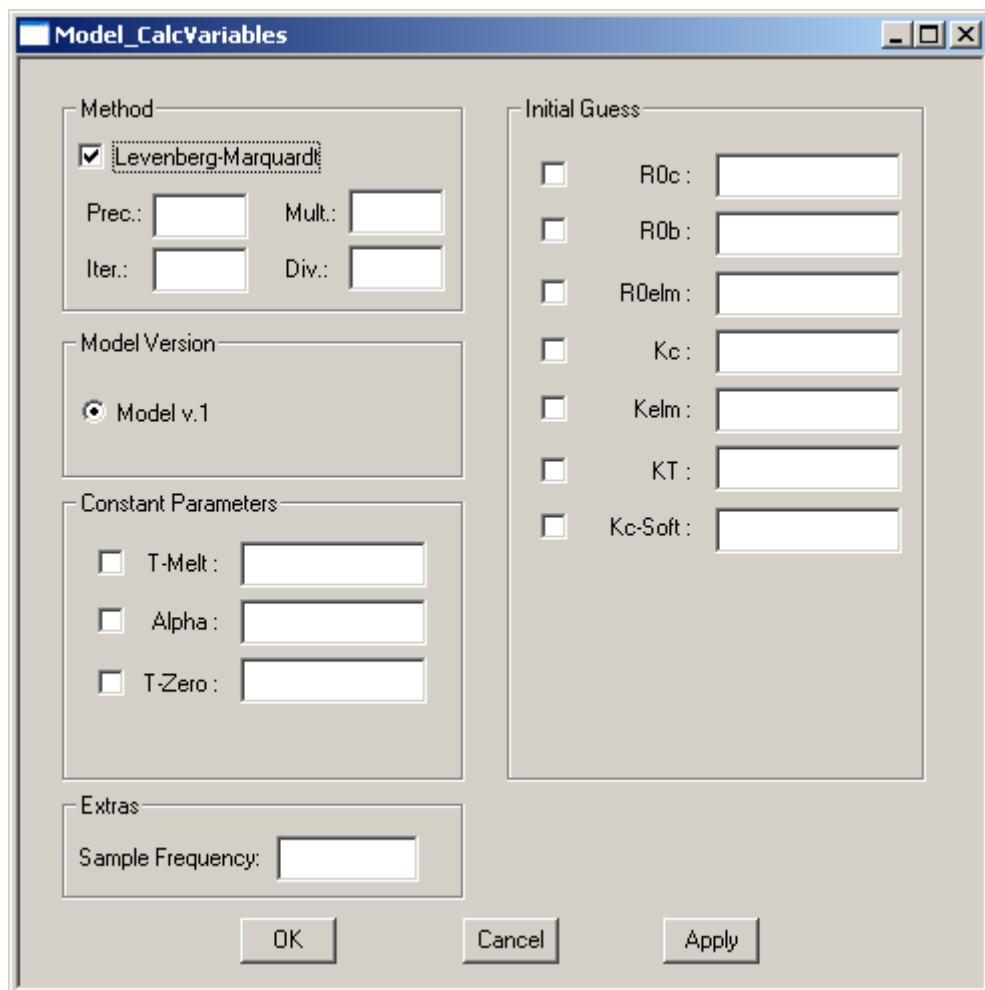 Model_CalcVariables
Method
Levenberg-Marquardt
Prec.: Mult.:
Iter.: Div.:
Model Version
Model v.1
Constant Parameters
T-Melt :
Alpha :
T-Zero :
Extras
Sample Frequency:
Initial Guess
R0c :
R0b :
R0elm :
Kc :
Kelm :
KT :
Kc-Soft :
OK Cancel Apply